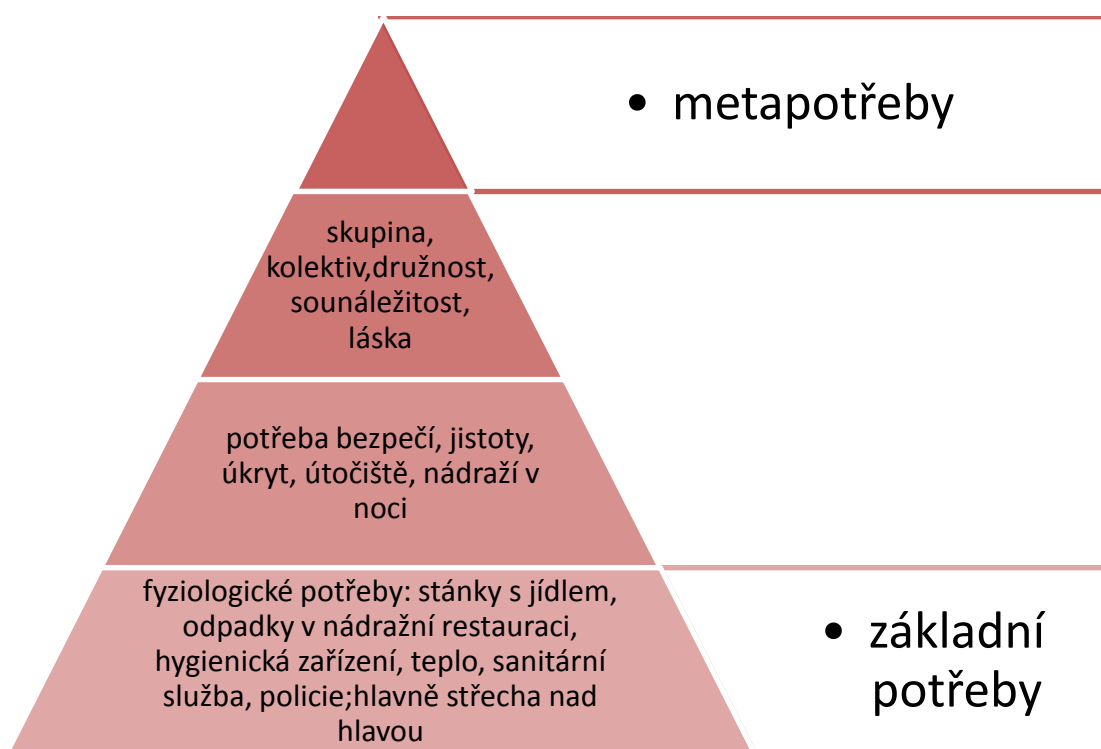 • metapotřeby
skupina,
kolektiv,družnost,
sounáležitost,
láska
potřeba bezpečí, jistoty,
úkryt, útočiště, nádraží v
noci
fyziologické potřeby: stánky s jídlem,
odpadky v nádražní restauraci,
hygienická zařízení, teplo, sanitární
služba, policie;hlavně střecha nad
hlavou
• základní
potřeby